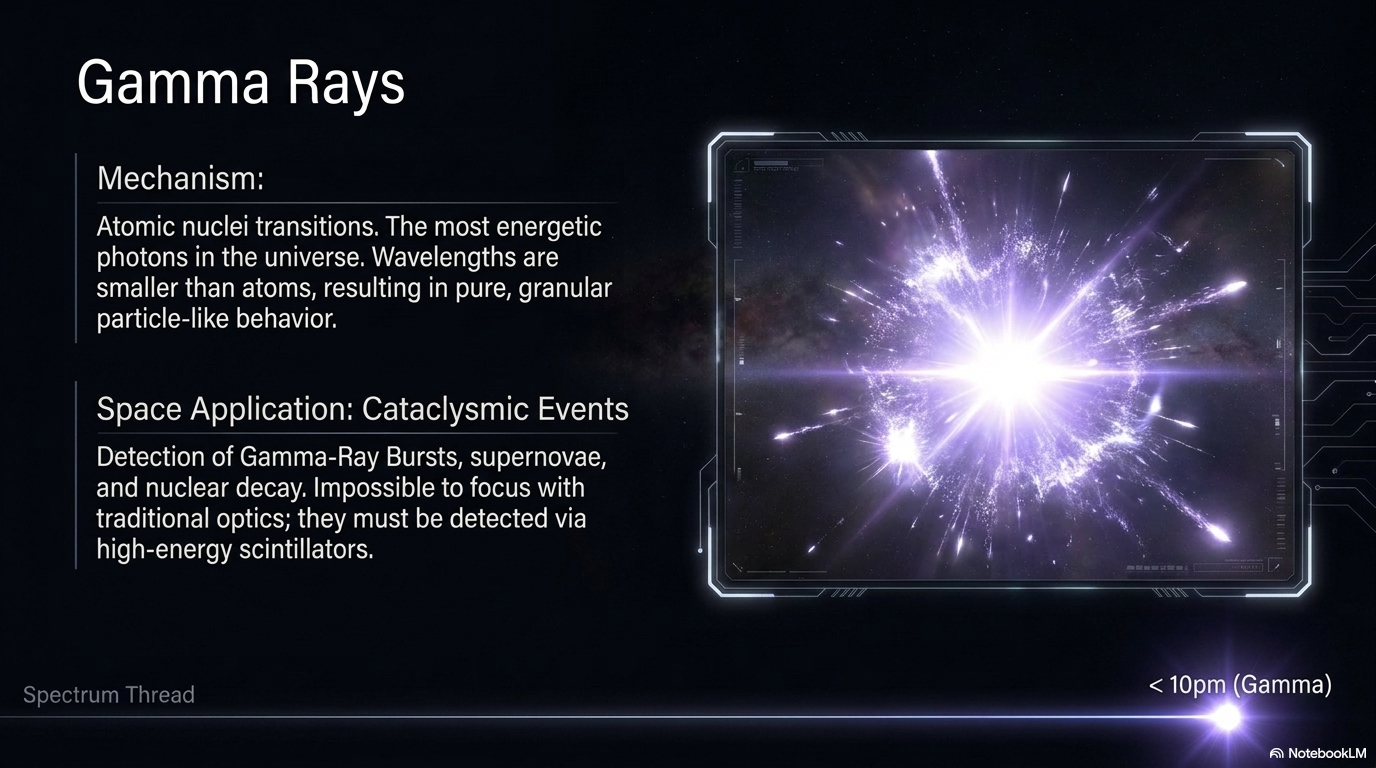 Gamma Rays
Mechanism:
Atomic nuclei transitions. The most energetic
photons in the universe. Wavelengths are
smaller than atoms, resulting in pure, granular
particle-like behavior.
Space Application: Cataclysmic Events
Detection of Gamma-Ray Bursts, supernovae,
and nuclear decay. Impossible to focus with
traditional optics; they must be detected via
high-energy scintillators.
Spectrum Thread
< 10pm (Gamma)
NotebookLM